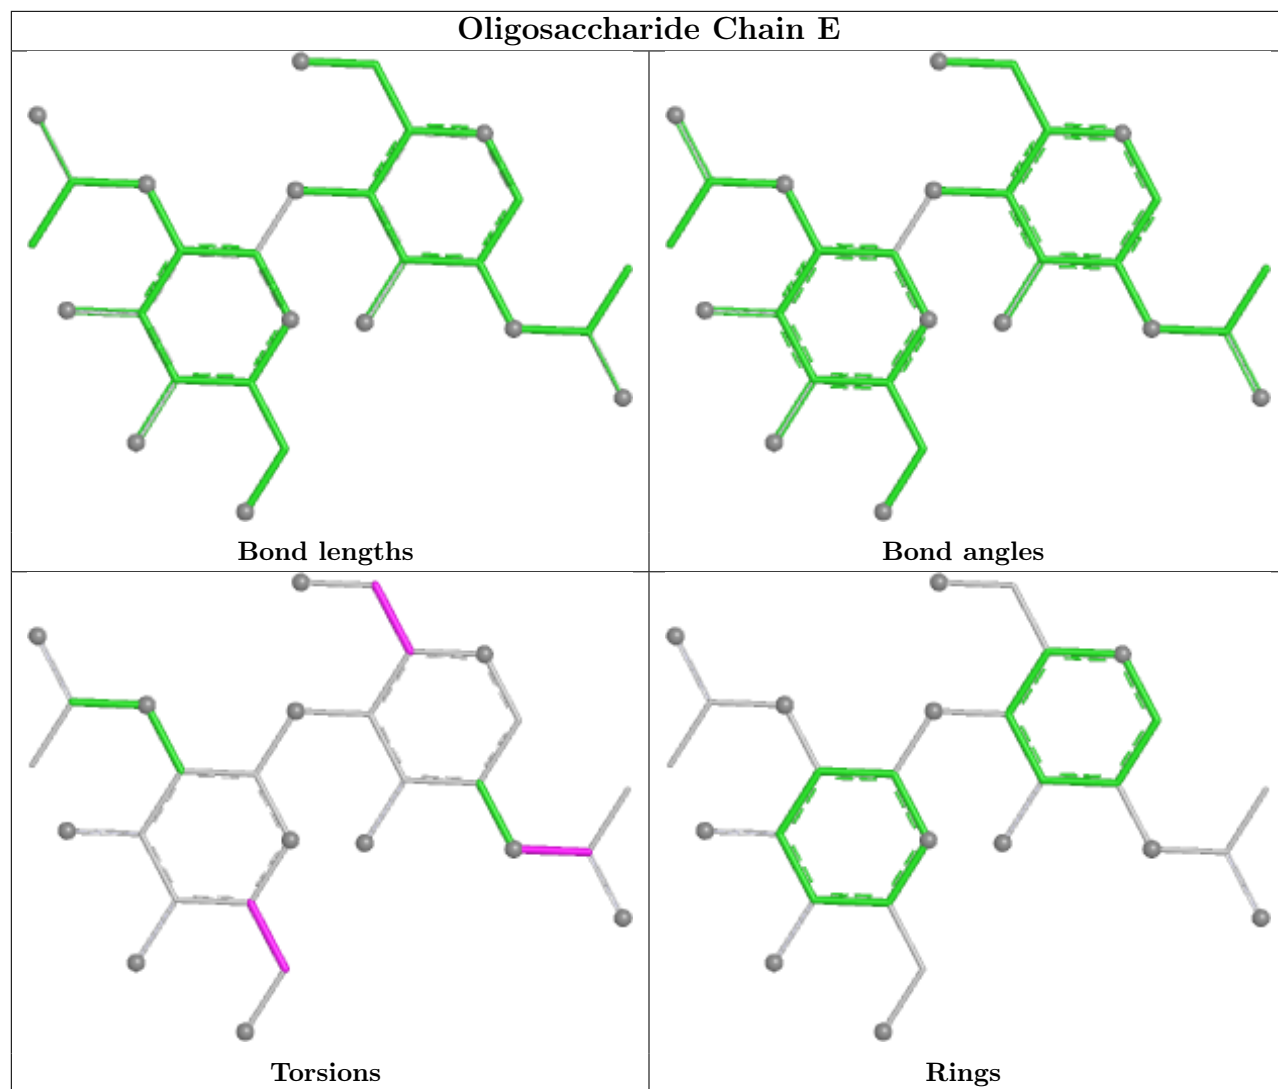 Oligosaccharide Chain E
Bond lengths
Bond angles
Torsions
Rings